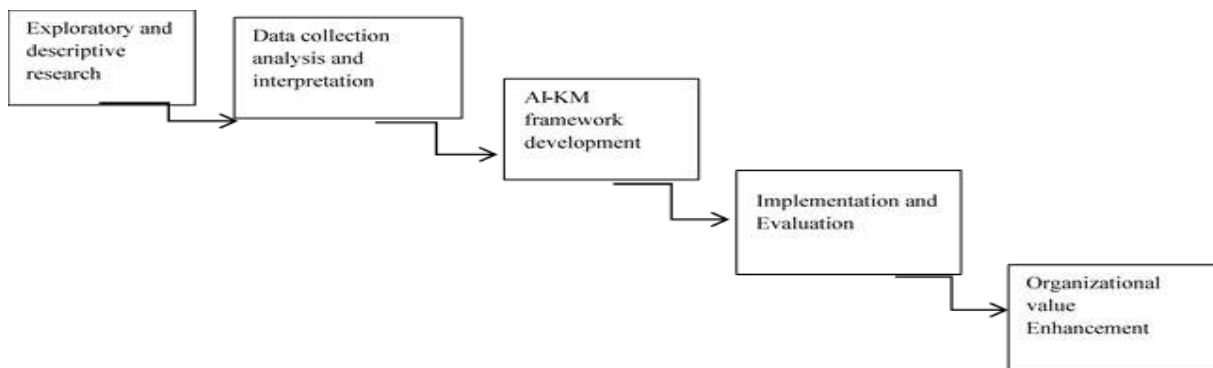 Exploratory and
descriptive
research
Data collection
analysis and
interpretation
AI-KM
framework
development
Implementation and
Evaluation
Organizational
value
Enhancement